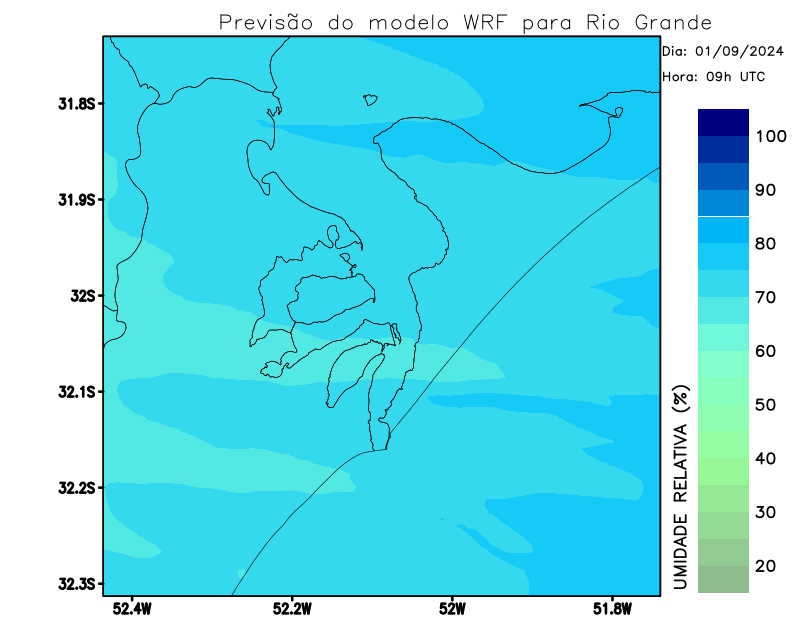 Previsão do modelo WRF para Rio Grande
Dia: 01/09/2024
Hora: 09h UTC
31.8S
31.9S
32S
32.1S
32.2S
32.3S
52.4W
52.2W
52W
51.8W
UMIDADE RELATIVA (%)
100
90
80
70
60
50
40
30
20